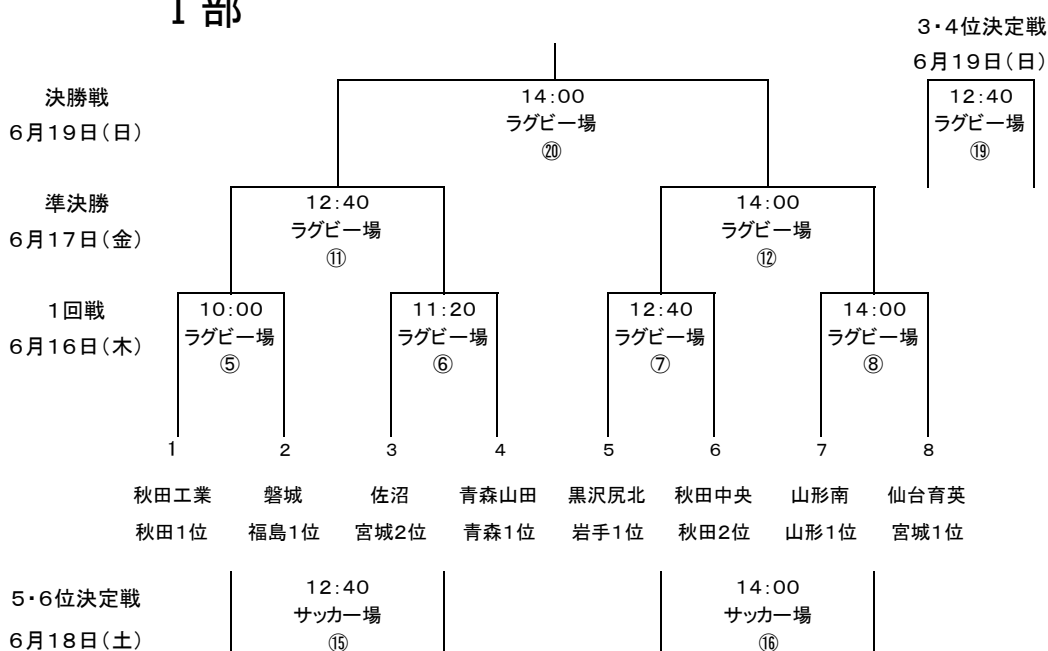 Ⅰ部
3・4位決定戦
6月19日(日)
決勝戦
6月19日(日)
14:00
ラグビー場
⑳
12:40
ラグビー場
⑲
準決勝
6月17日(金)
12:40
ラグビー場
⑪
14:00
ラグビー場
⑫
1回戦
6月16日(木)
10:00
ラグビー場
⑤
11:20
ラグビー場
⑥
12:40
ラグビー場
⑦
14:00
ラグビー場
⑧
1 2 3 4 5 6 7 8
秋田工業 磐城 佐沼 青森山田 黒沢尻北 秋田中央 山形南 仙台育英
秋田1位 福島1位 宮城2位 青森1位 岩手1位 秋田2位 山形1位 宮城1位
5・6位決定戦
6月18日(土)
12:40
サッカー場
⑮
14:00
サッカー場
⑯